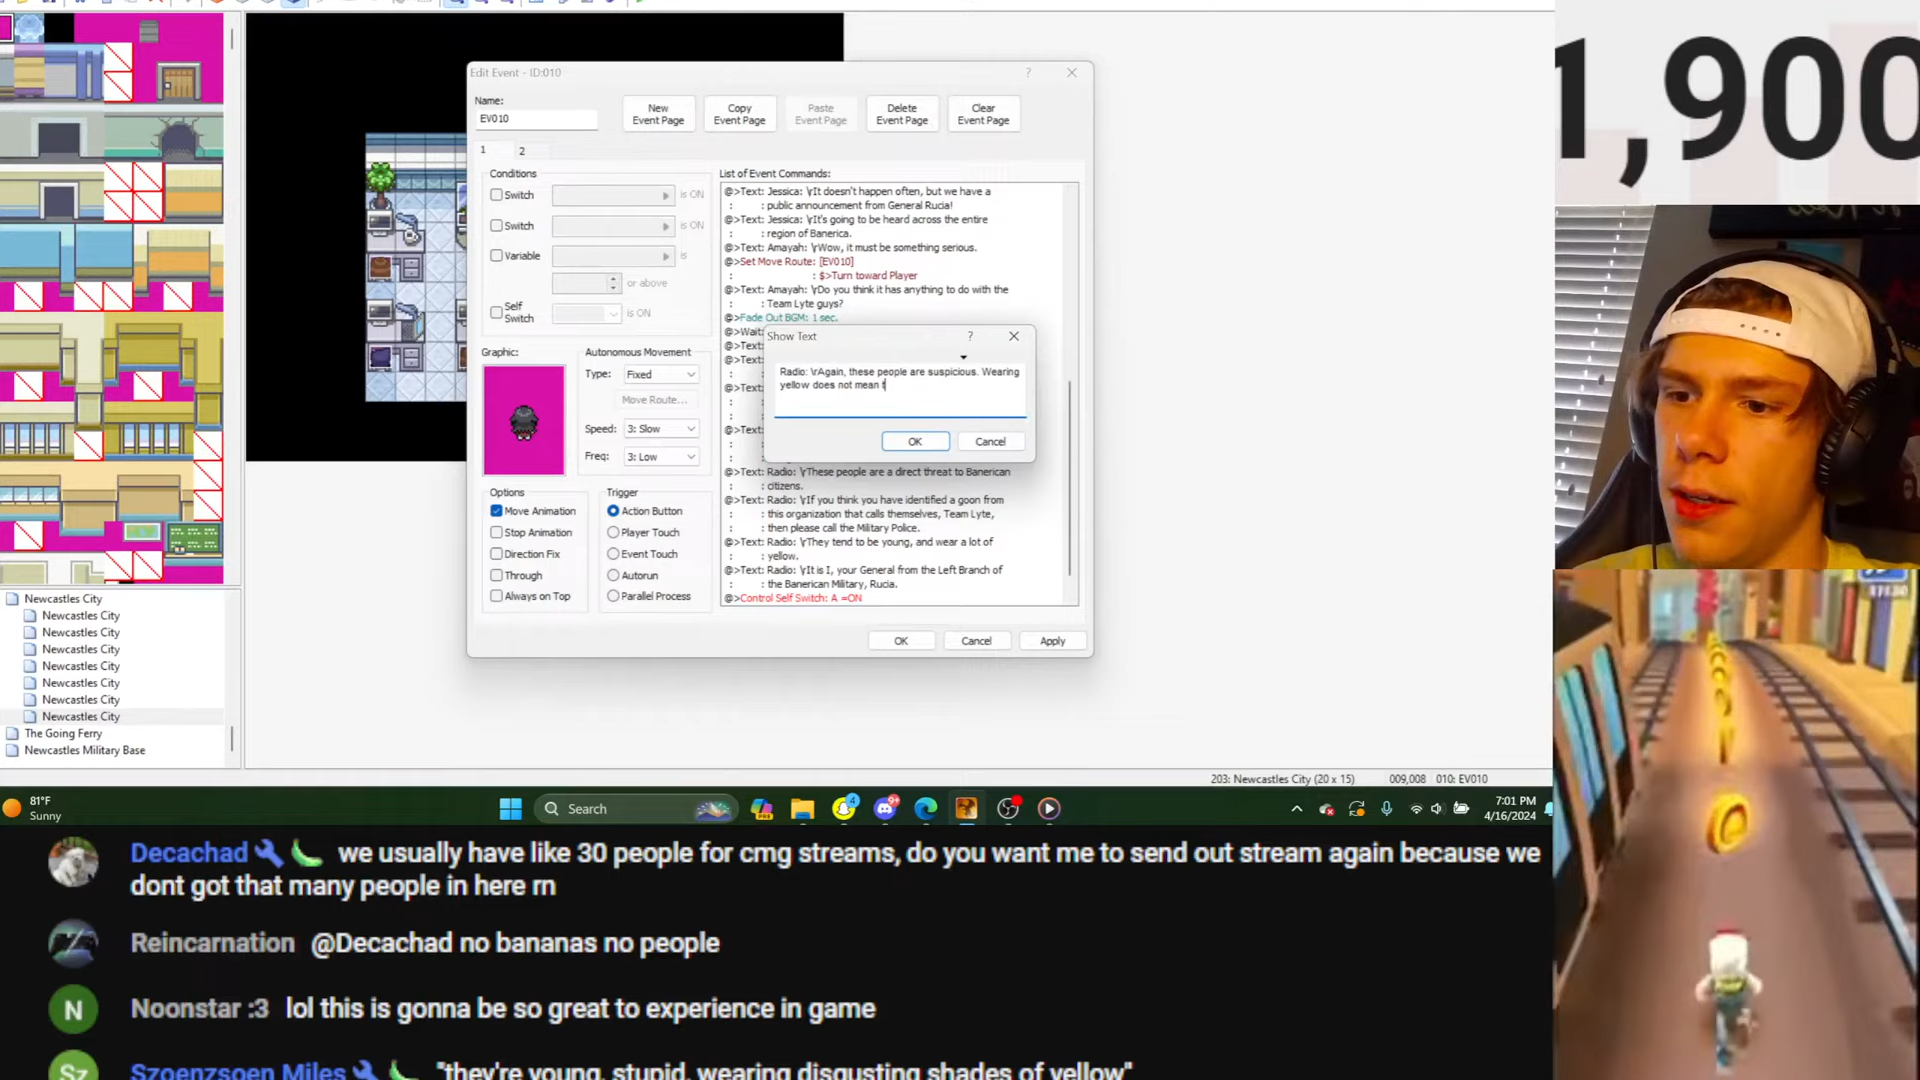 Edit Event - ID:010
?
Name:
EV010
New Event Page
Copy Event Page
Paste Event Page
Delete Event Page
Clear Event Page
1
2
Conditions
Switch
is ON
Switch
is ON
Variable
is
or above
Self Switch
is ON
Graphic:
Autonomous Movement
Type:
Fixed
Move Route...
Speed:
3: Slow
Freq:
3: Low
Options
Move Animation
Stop Animation
Direction Fix
Through
Always on Top
Trigger
Action Button
Player Touch
Event Touch
Autorun
Parallel Process
List of Event Commands:
@>Text: Jessica: \rIt doesn't happen often, but we have a
: : public announcement from General Rucia!
@>Text: Jessica: \rIt's going to be heard across the entire
: : region of Banerica.
@>Text: Amayah: \rWow, it must be something serious.
@>Set Move Route: [EV010]
: : $>Turn toward Player
@>Text: Amayah: \rDo you think it has anything to do with the
: : Team Lyte guys?
@>Fade Out BGM: 1 sec.
@>Wait:
@>Text:
@>Text:
@>Text:
@>Text:
Show Text
?
Radio: \rAgain, these people are suspicious. Wearing
yellow does not mean t
OK
Cancel
@>Text: Radio: \rThese people are a direct threat to Banerican
: : citizens.
@>Text: Radio: \rIf you think you have identified a goon from
: : this organization that calls themselves, Team Lyte,
: : then please call the Military Police.
@>Text: Radio: \rThey tend to be young, and wear a lot of
: : yellow.
@>Text: Radio: \rIt is I, your General from the Left Branch of
: : the Banerican Military, Rucia.
@>Control Self Switch: A =ON
OK
Cancel
Apply
Newcastles City
Newcastles City
Newcastles City
Newcastles City
Newcastles City
Newcastles City
Newcastles City
Newcastles City
The Going Ferry
Newcastles Military Base
203: Newcastles City (20 x 15)
009,008
010: EV010
81°F
Sunny
Search
7:01 PM
4/16/2024
1,900
Decachad we usually have like 30 people for cmg streams, do you want me to send out stream again because we
dont got that many people in here rn
Reincarnation @Decachad no bananas no people
N
Noonstar :3 lol this is gonna be so great to experience in game
Sz
Szoenzsoen Miles "they're young, stupid, wearing disgusting shades of yellow"